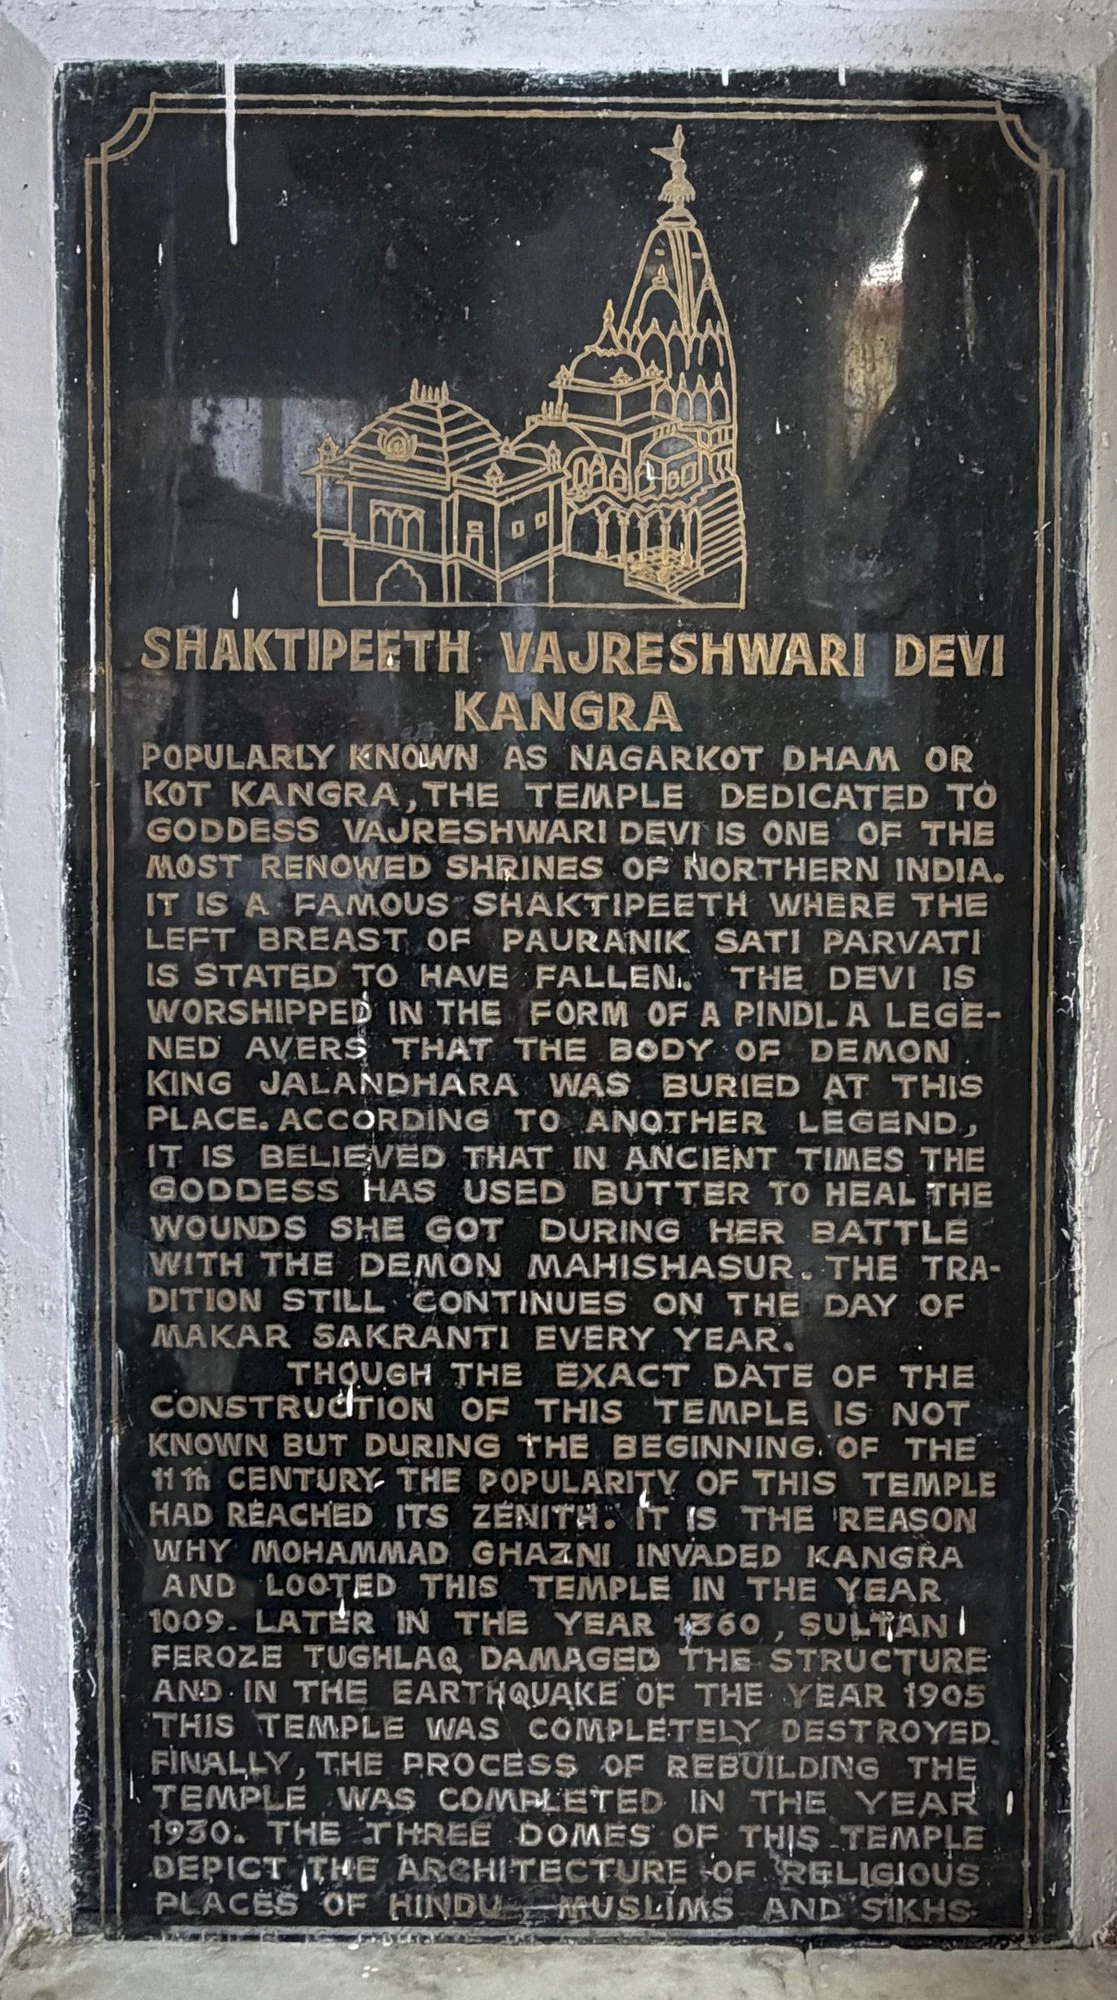 SHAKTIPEETH VAJRESHWARI DEVI
KANGRA
POPULARLY KNOWN AS NAGARKOT DHAM OR
KOT KANGRA, THE TEMPLE DEDICATED TO
GODDESS VAJRESHWARI DEVI IS ONE OF THE
MOST RENOWED SHRINES OF NORTHERN INDIA.
IT IS A FAMOUS SHAKTIPEETH WHERE THE
LEFT BREAST OF PAURANIK SATI PARVATI
IS STATED TO HAVE FALLEN. THE DEVI IS
WORSHIPPED IN THE FORM OF A PINDI. A LEGE-
NED AVERS THAT THE BODY OF DEMON
KING JALANDHARA WAS BURIED AT THIS
PLACE. ACCORDING TO ANOTHER LEGEND,
IT IS BELIEVED THAT IN ANCIENT TIMES THE
GODDESS HAS USED BUTTER TO HEAL THE
WOUNDS SHE GOT DURING HER BATTLE
WITH THE DEMON MAHISHASUR. THE TRA-
DITION STILL CONTINUES ON THE DAY OF
MAKAR SAKRANTI EVERY YEAR.
THOUGH THE EXACT DATE OF THE
CONSTRUCTION OF THIS TEMPLE IS NOT
KNOWN BUT DURING THE BEGINNING OF THE
11th CENTURY THE POPULARITY OF THIS TEMPLE
HAD REACHED ITS ZENITH. IT IS THE REASON
WHY MOHAMMAD GHAZNI INVADED KANGRA
AND LOOTED THIS TEMPLE IN THE YEAR
1009. LATER IN THE YEAR 1360, SULTAN
FEROZE TUGHLAQ DAMAGED THE STRUCTURE
AND IN THE EARTHQUAKE OF THE YEAR 1905
THIS TEMPLE WAS COMPLETELY DESTROYED.
FINALLY, THE PROCESS OF REBUILDING THE
TEMPLE WAS COMPLETED IN THE YEAR
1930. THE THREE DOMES OF THIS TEMPLE
DEPICT THE ARCHITECTURE OF RELIGIOUS
PLACES OF HINDU MUSLIMS AND SIKHS